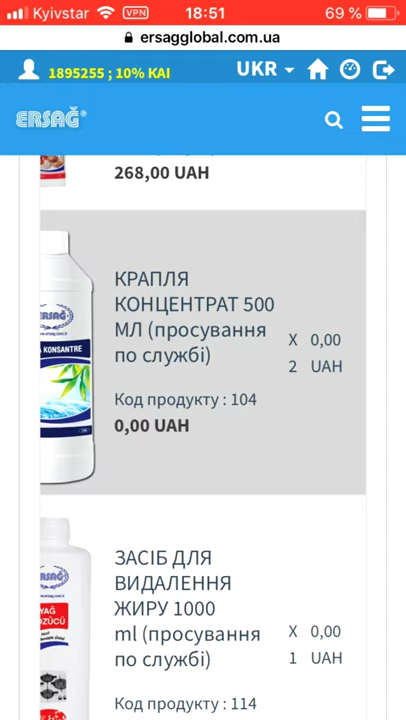 Kyivstar VPN 18:51 69 %
ersagglobal.com.ua
1895255 ; 10% KAI UKR
ERSAĞ®
268,00 UAH
КРАПЛЯ
КОНЦЕНТРАТ 500
МЛ (просування
по службі)
X 0,00
2 UAH
Код продукту : 104
0,00 UAH
ERSAĞ
KONSANTRE
ЗАСІБ ДЛЯ
ВИДАЛЕННЯ
ЖИРУ 1000
ml (просування
по службі)
X 0,00
1 UAH
Код продукту : 114
ERSAĞ
YAĞ